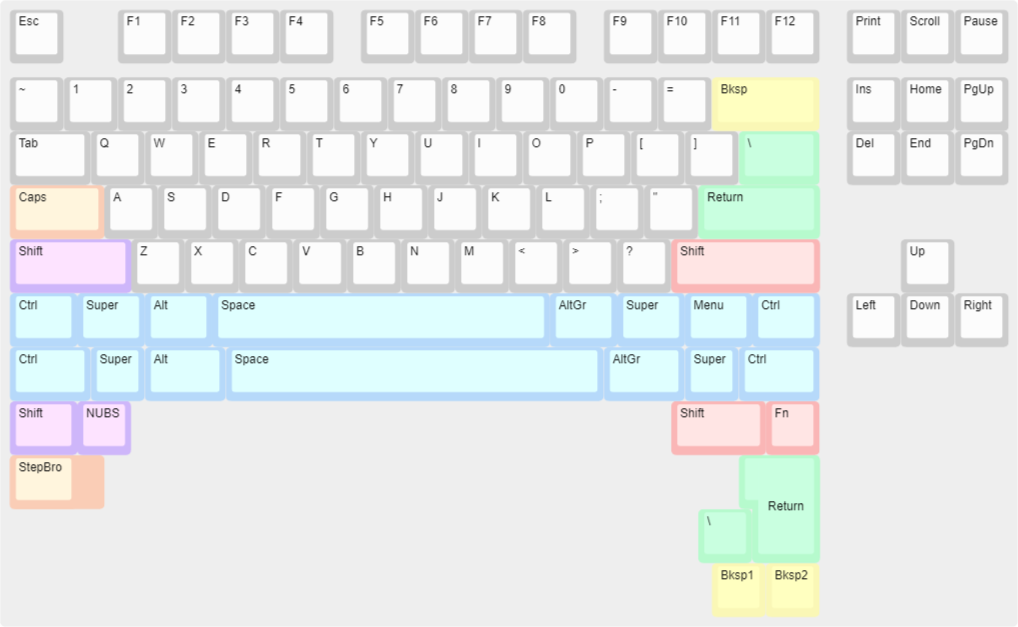 Esc F1 F2 F3 F4 F5 F6 F7 F8 F9 F10 F11 F12 Print Scroll Pause
~ 1 2 3 4 5 6 7 8 9 0 - = Bksp Ins Home PgUp
Tab Q W E R T Y U I O P [ ] \ Del End PgDn
Caps A S D F G H J K L ; " Return
Shift Z X C V B N M < > ? Shift Up
Ctrl Super Alt Space AltGr Super Menu Ctrl Left Down Right
Ctrl Super Alt Space AltGr Super Ctrl
Shift NUBS Shift Fn
StepBro
Return
\
Bksp1 Bksp2